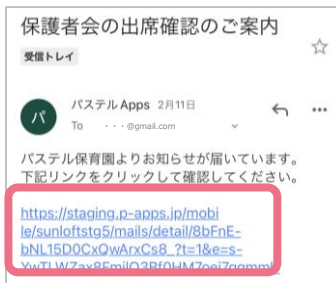 保護者会の出席確認のご案内
受信トレイ
パ
パステル Apps 2月11日
To ・・・@gmail.com
パステル保育園よりお知らせが届いています。
下記リンクをクリックして確認してください。
https://staging.p-apps.jp/mobi
le/sunloftstg5/mails/detail/8bFnE-
bNL15D0CxQwArxCs8_?t=1&e=s-